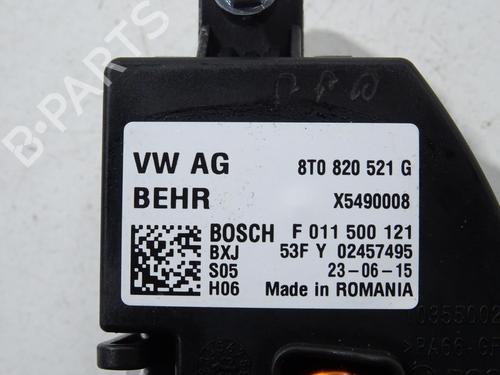 VW AG 8T0 820 521 G
BEHR X5490008
BOSCH F 011 500 121
BXJ 53F Y 02457495
S05 23-06-15
H06 Made in ROMANIA
B-PARTS